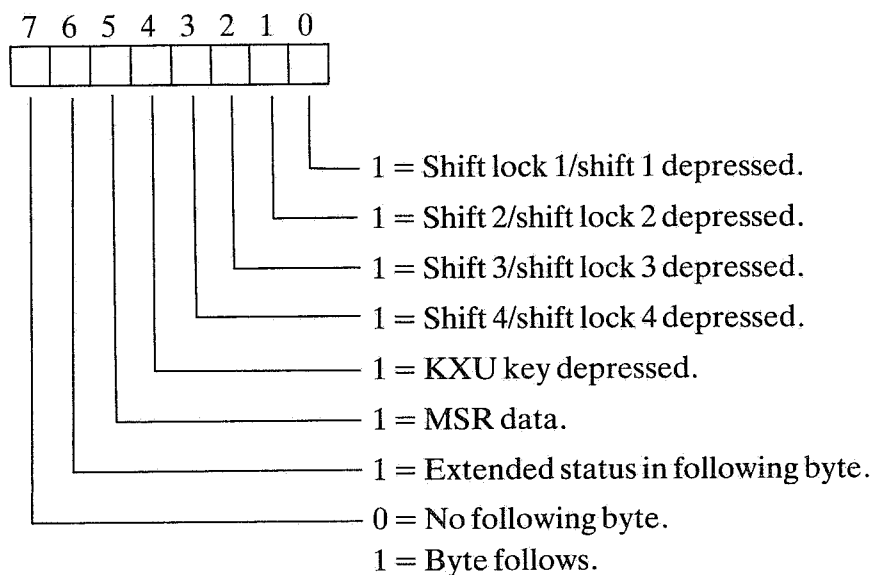 7 6 5 4 3 2 1 0
1 = Shift lock 1/shift 1 depressed.
1 = Shift 2/shift lock 2 depressed.
1 = Shift 3/shift lock 3 depressed.
1 = Shift 4/shift lock 4 depressed.
1 = KXU key depressed.
1 = MSR data.
1 = Extended status in following byte.
0 = No following byte.
1 = Byte follows.